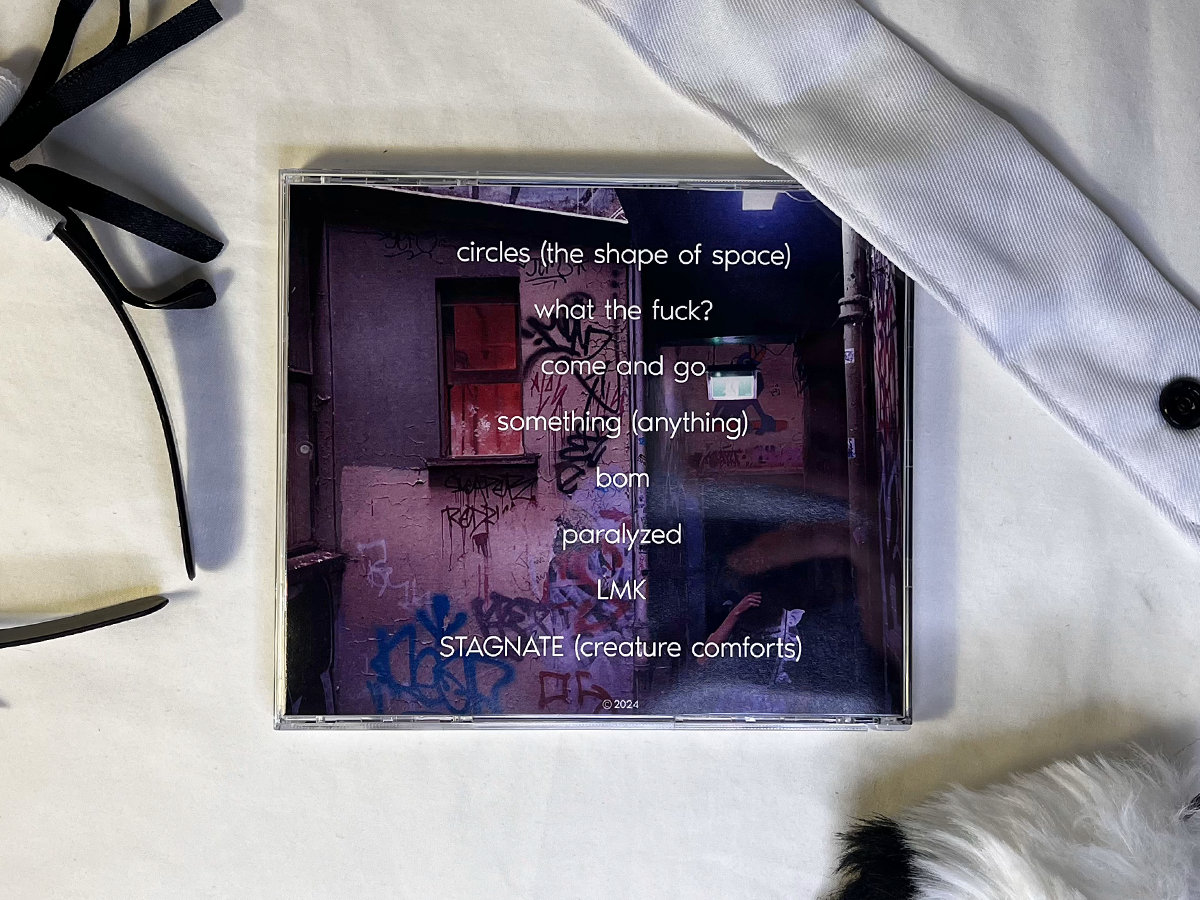 circles (the shape of space)
what the fuck?
come and go
something (anything)
bom
paralyzed
LMK
STAGNATE (creature comforts)
©2024